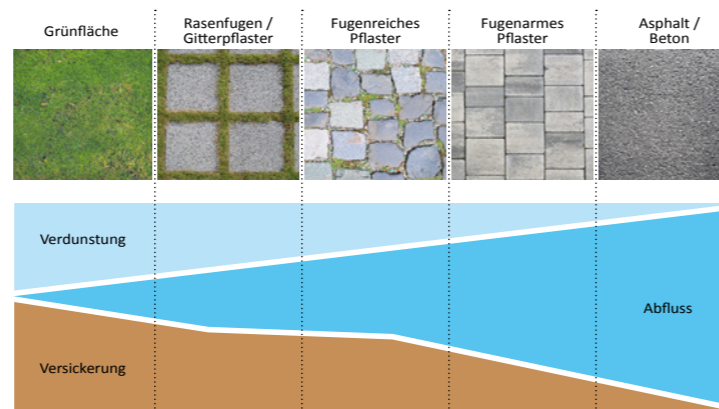 Grünfläche
Rasenfugen /
Gitterpflaster
Fugenreiches
Pflaster
Fugenarmes
Pflaster
Asphalt /
Beton
Verdunstung
Abfluss
Versickerung